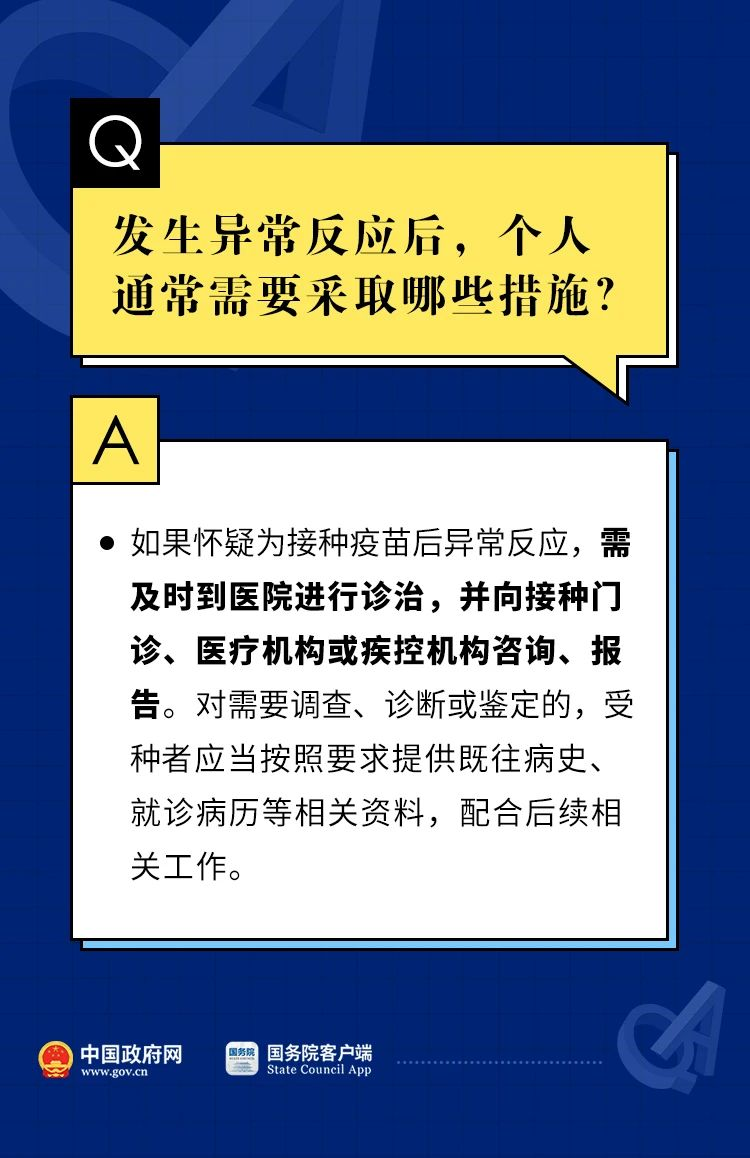 Q
发生异常反应后，个人
通常需要采取哪些措施？
A
● 如果怀疑为接种疫苗后异常反应，需
及时到医院进行诊治，并向接种门
诊、医疗机构或疾控机构咨询、报
告。对需要调查、诊断或鉴定的，受
种者应当按照要求提供既往病史、
就诊病历等相关资料，配合后续相
关工作。
中国政府网
www.gov.cn
国务院
国务院客户端
State Council App
QA